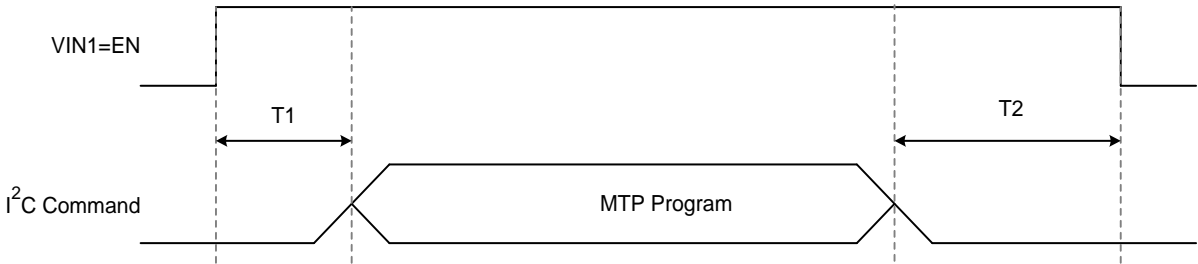 VIN1=EN
T1
T2
I²C Command
MTP Program